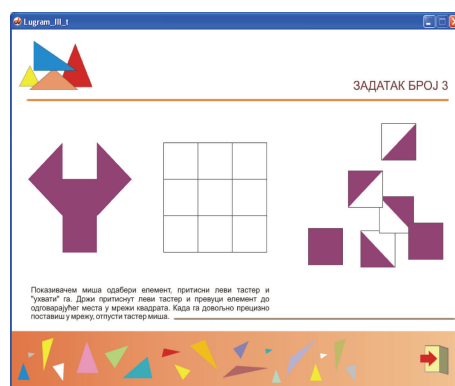 Lugram_III_t
ЗАДАТАК БРОЈ 3
Показивачем миша одабери елемент, притисни леви тастер и
"ухвати" га. Држи притиснут леви тастер и превуци елемент до
одговарајућег места у мрежи квадрата. Када га довољно прецизно
поставиш у мрежу, отпусти тастер миша.